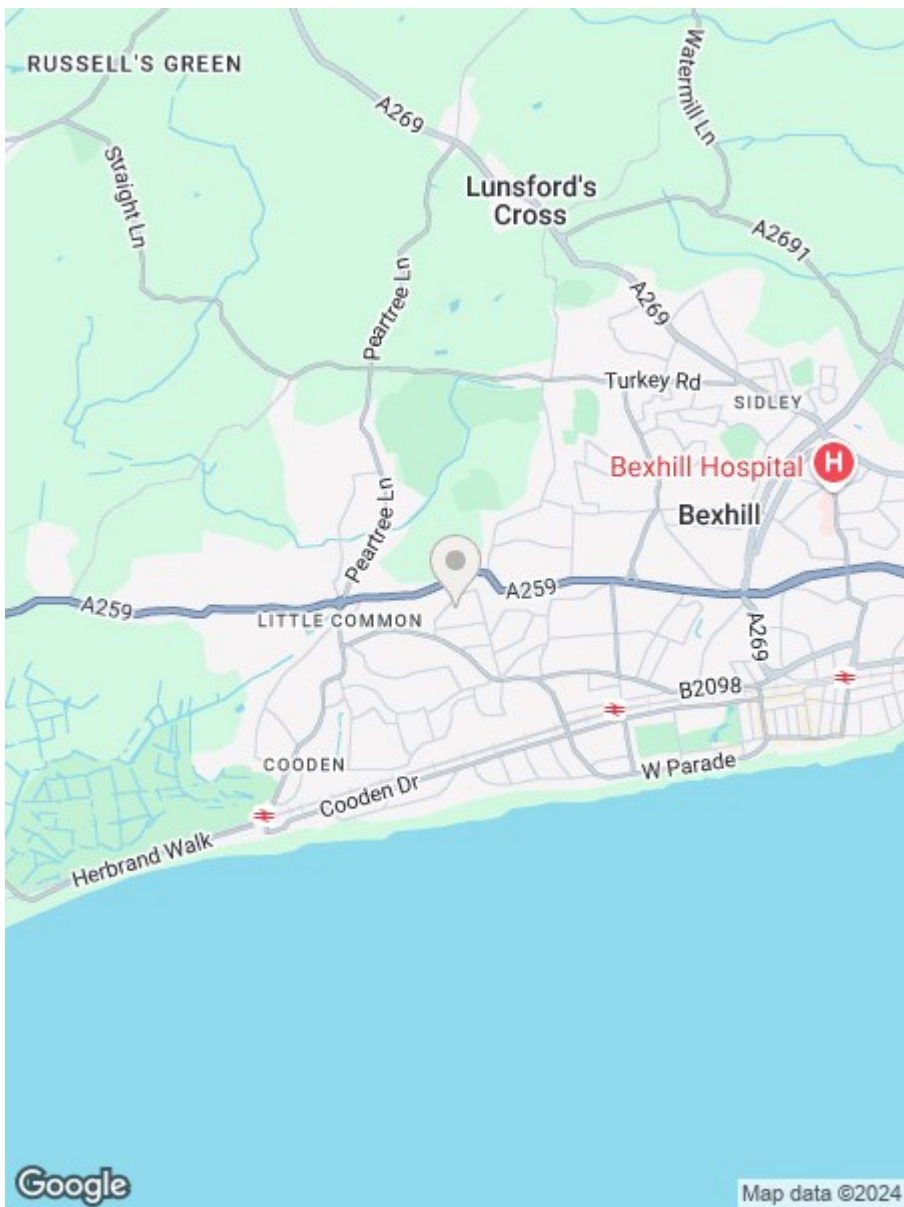 RUSSELL'S GREEN
Watermill Ln
A269
Straight Ln
Lunsford's
Cross
A2691
Peartree Ln
A269
Turkey Rd
SIDLEY
Bexhill Hospital
H
Bexhill
Peartree Ln
A259
A259
LITTLE COMMON
A269
B2098
COODEN
W Parade
Cooden Dr
Herbrand Walk
Google
Map data ©2024